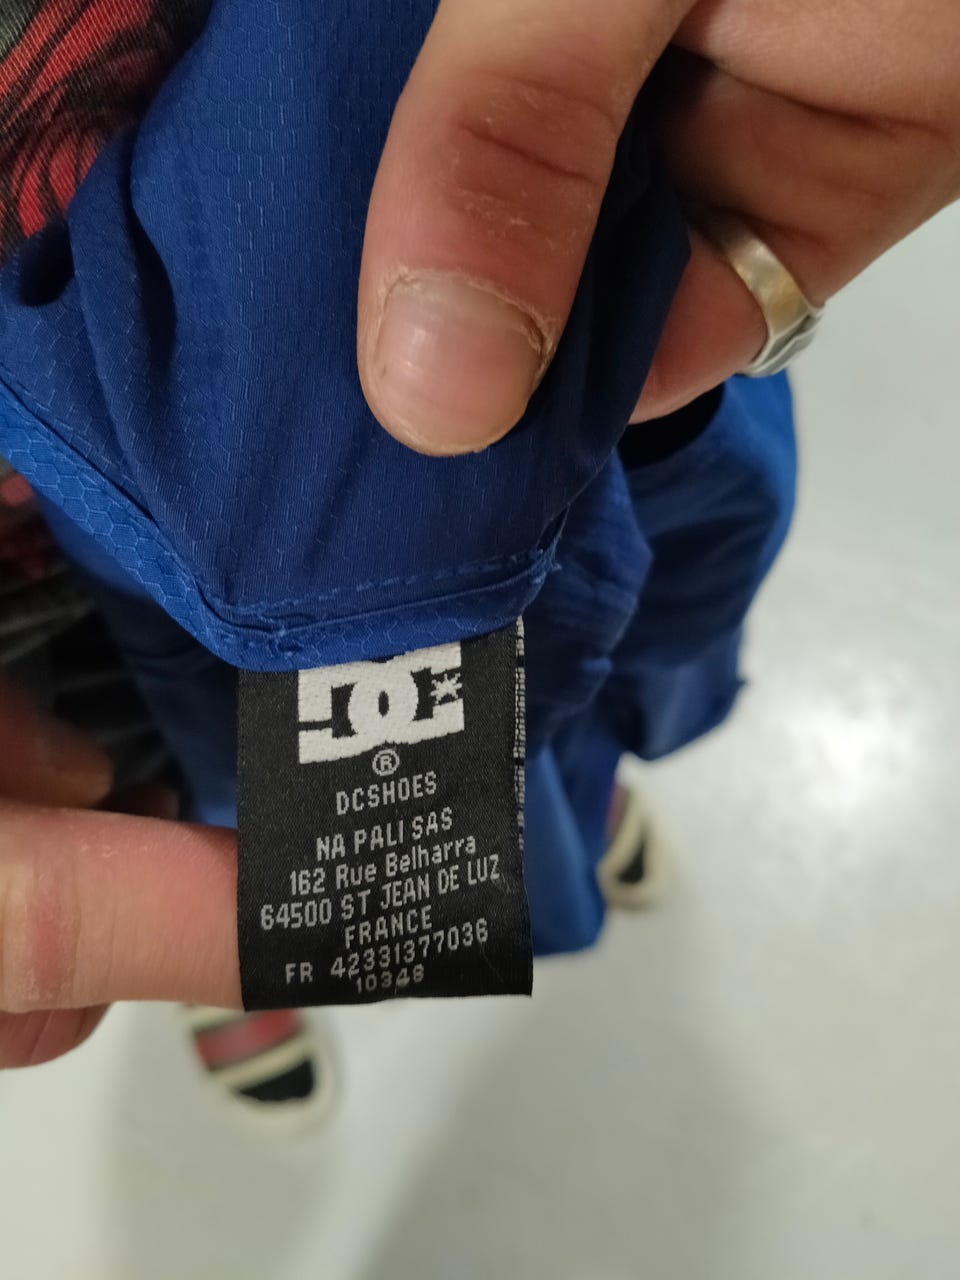 DC
®
DCSHOES
NA PALI SAS
162 Rue Belharra
64500 ST JEAN DE LUZ
FRANCE
FR 42331377036
10348